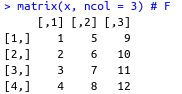 > matrix(x, ncol = 3) # F
[,1] [,2] [,3]
[1,] 1 5 9
[2,] 2 6 10
[3,] 3 7 11
[4,] 4 8 12